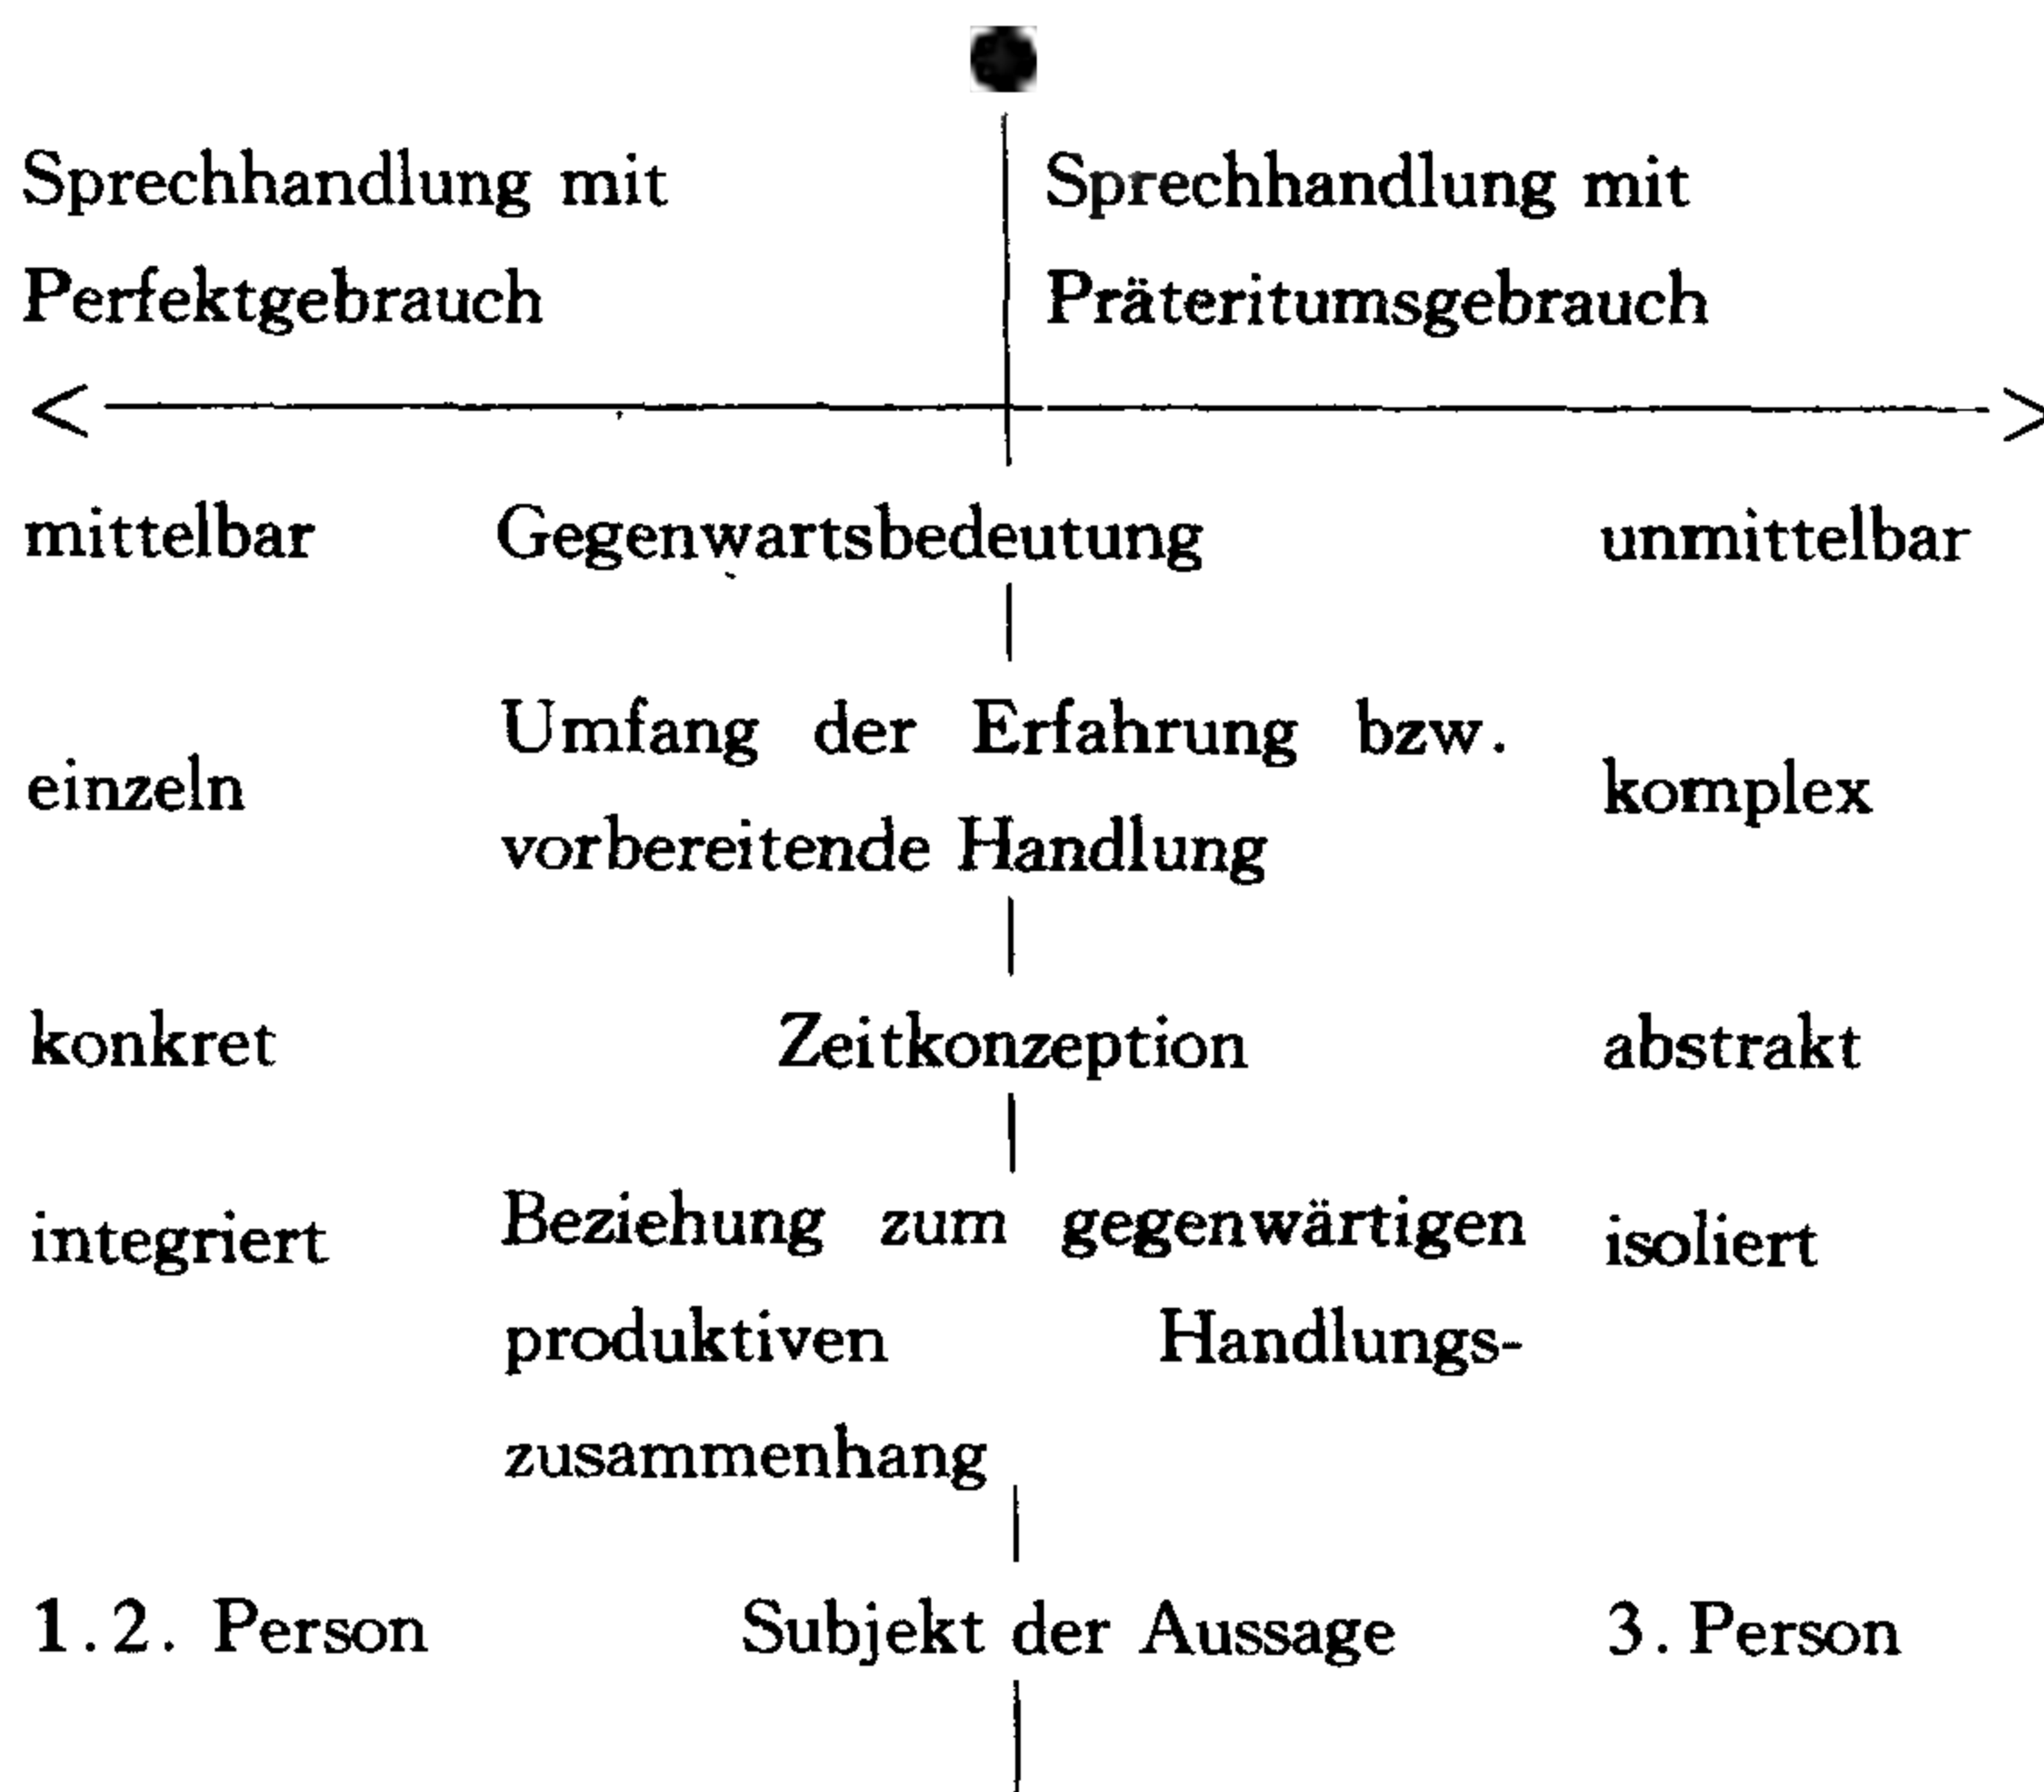 Sprechhandlung mit Sprechhandlung mit
Perfektgebrauch Präteritumsgebrauch
mittelbar Gegenwartsbedeutung unmittelbar
Umfang der Erfahrung bzw.
einzeln komplex
vorbereitende Handlung
konkret Zeitkonzeption abstrakt
integriert Beziehung zum gegenwärtigen isoliert
produktiven Handlungs-
zusammenhang
1.2. Person Subjekt der Aussage 3. Person